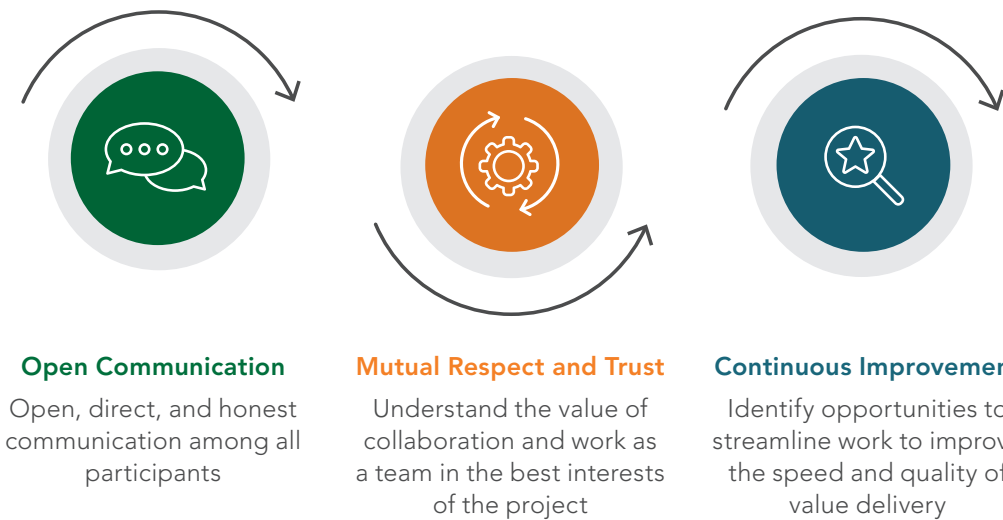 Open Communication
Open, direct, and honest
communication among all
participants
Mutual Respect and Trust
Understand the value of
collaboration and work as
a team in the best interests
of the project
Continuous Improvemen
Identify opportunities to
streamline work to improv
the speed and quality of
value delivery